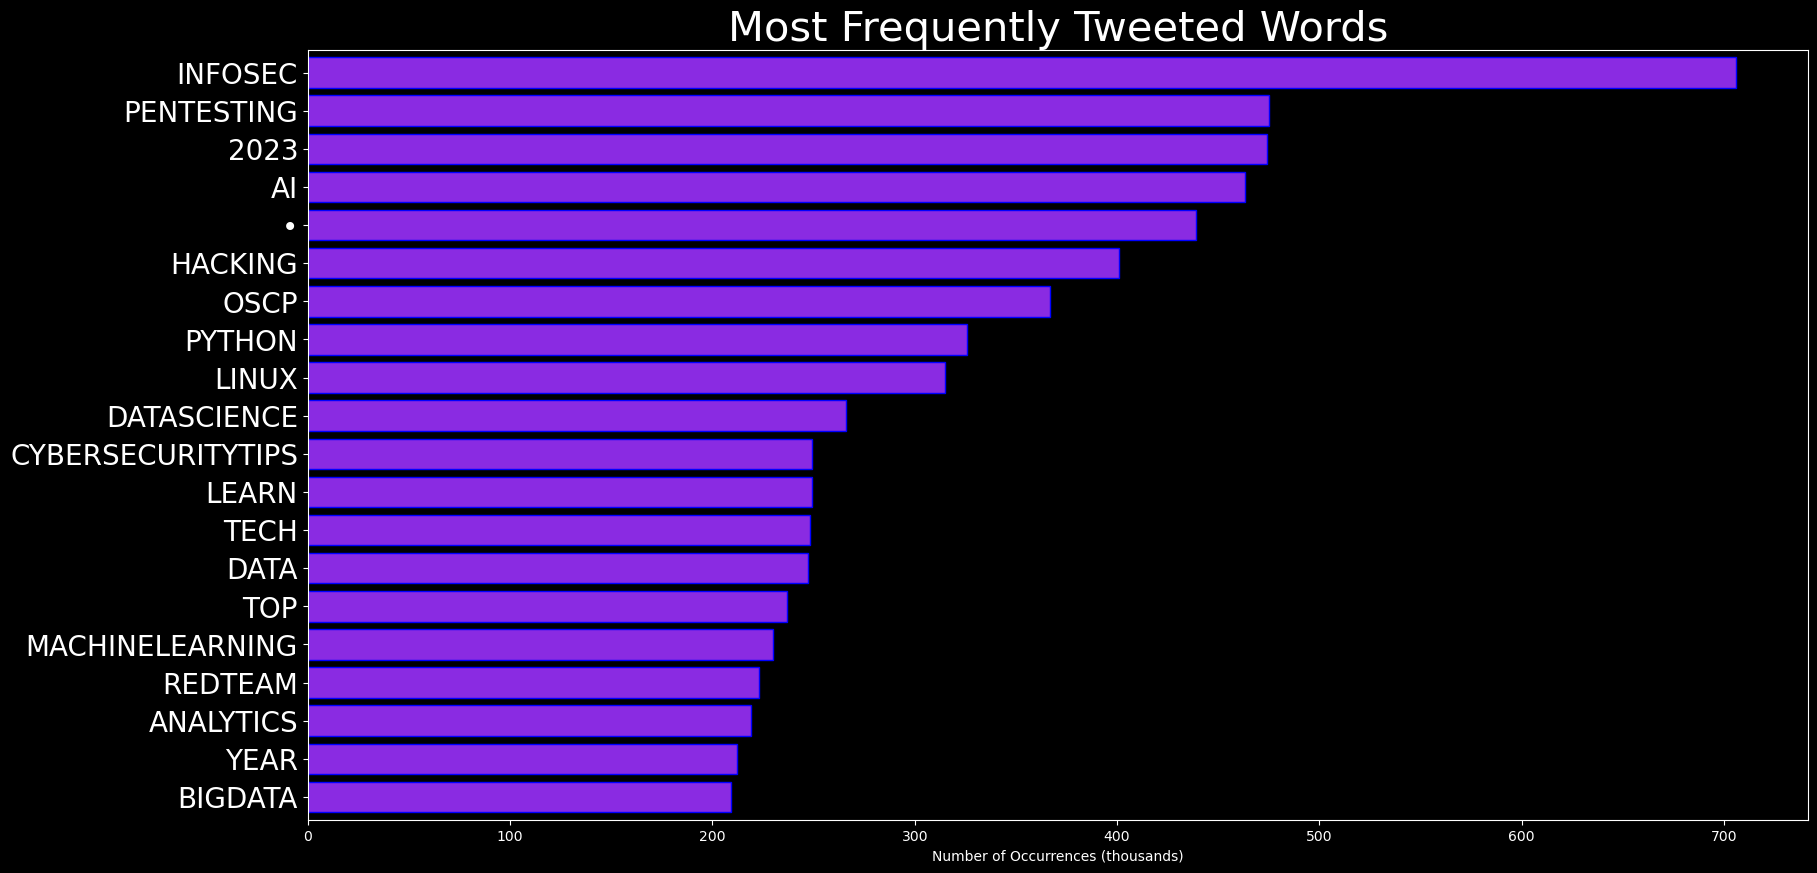 Most Frequently Tweeted Words
INFOSEC
PENTESTING
2023
AI
•
HACKING
OSCP
PYTHON
LINUX
DATASCIENCE
CYBERSECURITYTIPS
LEARN
TECH
DATA
TOP
MACHINELEARNING
REDTEAM
ANALYTICS
YEAR
BIGDATA
0 100 200 300 400 500 600 700
Number of Occurrences (thousands)